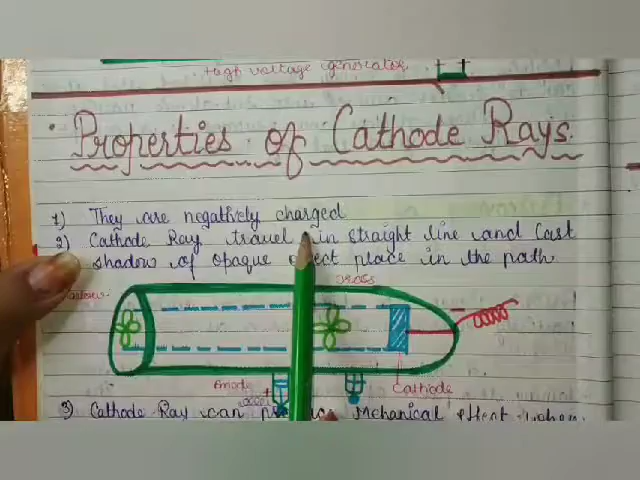 High voltage generator
• Properties of Cathode Rays.
1) They are negatively charged
2) Cathode Ray travel in straight line and Cast
shadow of opaque place in the path
cross
Anode
Cathode
3) Cathode Ray can Mechanical effect when